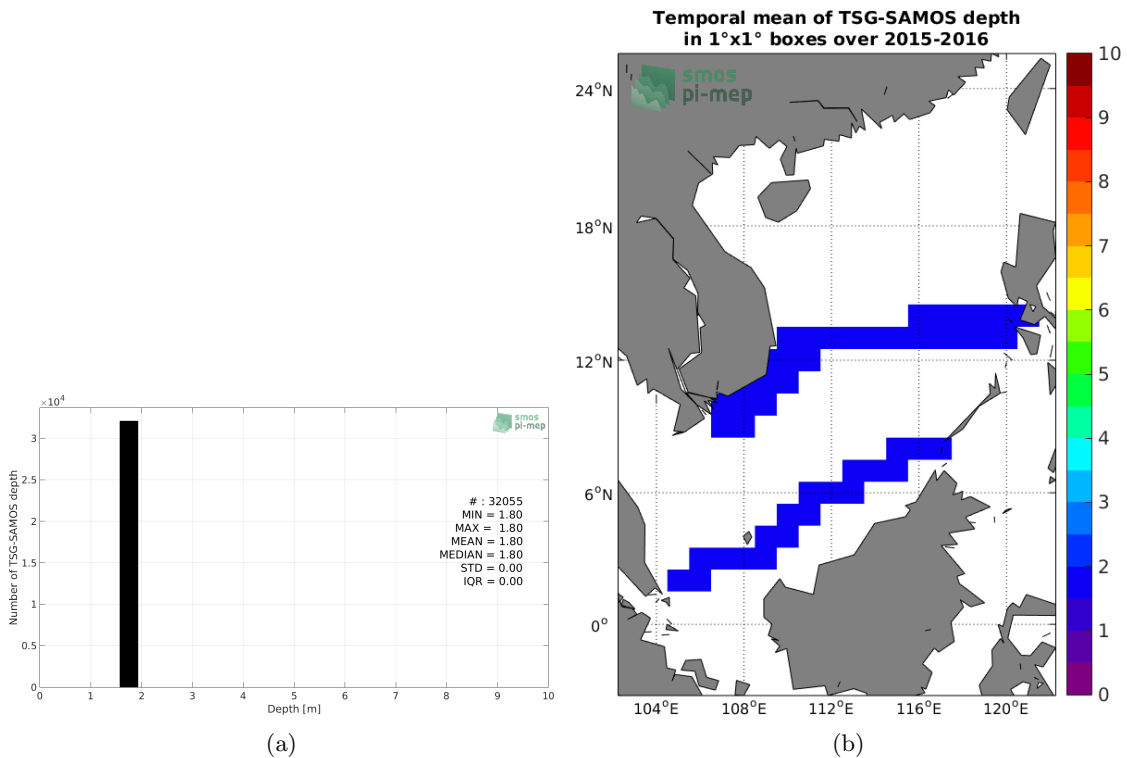 ×10⁴
3
2.5
2
1.5
1
0.5
0
Number of TSG-SAMOS depth
smos
pi-mep
# : 32055
MIN = 1.80
MAX = 1.80
MEAN = 1.80
MEDIAN = 1.80
STD = 0.00
IQR = 0.00
0 1 2 3 4 5 6 7 8 9 10
Depth [m]
(a)
Temporal mean of TSG-SAMOS depth
in 1°x1° boxes over 2015-2016
smos
pi-mep
24°N
18°N
12°N
6°N
0°
104°E 108°E 112°E 116°E 120°E
10
9
8
7
6
5
4
3
2
1
0
(b)